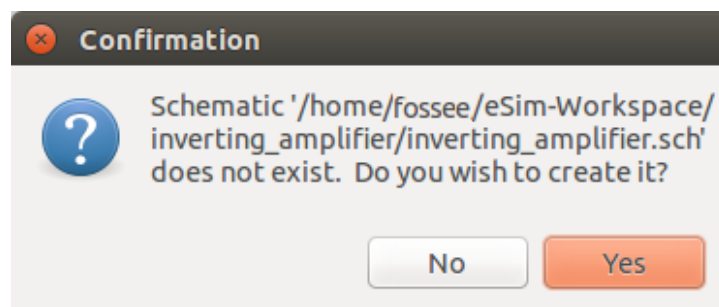 Confirmation
Schematic '/home/fossee/eSim-Workspace/
inverting_amplifier/inverting_amplifier.sch'
does not exist.  Do you wish to create it?
No
Yes